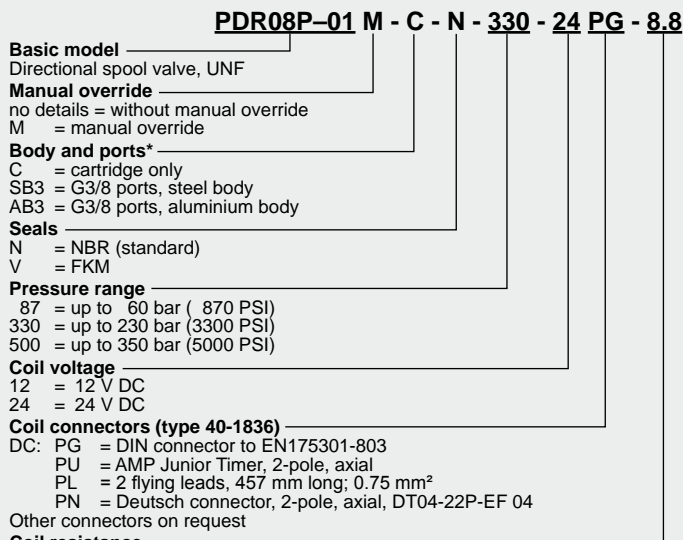 PDR08P–01 M - C - N - 330 - 24 PG - 8.8
Basic model
Directional spool valve, UNF
Manual override
no details = without manual override
M = manual override
Body and ports*
C = cartridge only
SB3 = G3/8 ports, steel body
AB3 = G3/8 ports, aluminium body
Seals
N = NBR (standard)
V = FKM
Pressure range
87 = up to 60 bar ( 870 PSI)
330 = up to 230 bar (3300 PSI)
500 = up to 350 bar (5000 PSI)
Coil voltage
12 = 12 V DC
24 = 24 V DC
Coil connectors (type 40-1836)
DC: PG = DIN connector to EN175301-803
PU = AMP Junior Timer, 2-pole, axial
PL = 2 flying leads, 457 mm long; 0.75 mm²
PN = Deutsch connector, 2-pole, axial, DT04-22P-EF 04
Other connectors on request
Coil resistance